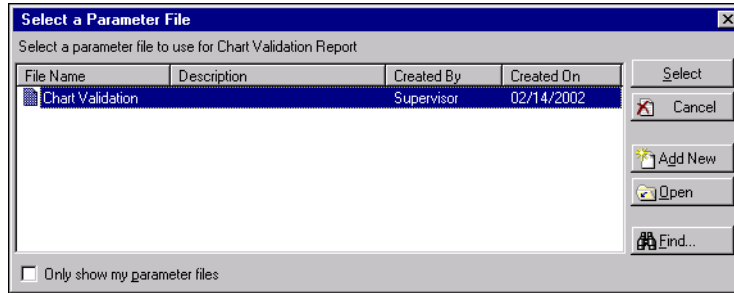 Select a Parameter File
Select a parameter file to use for Chart Validation Report
File Name Description Created By Created On
Chart Validation Supervisor 02/14/2002
Select
Cancel
Add New
Open
Find...
Only show my parameter files